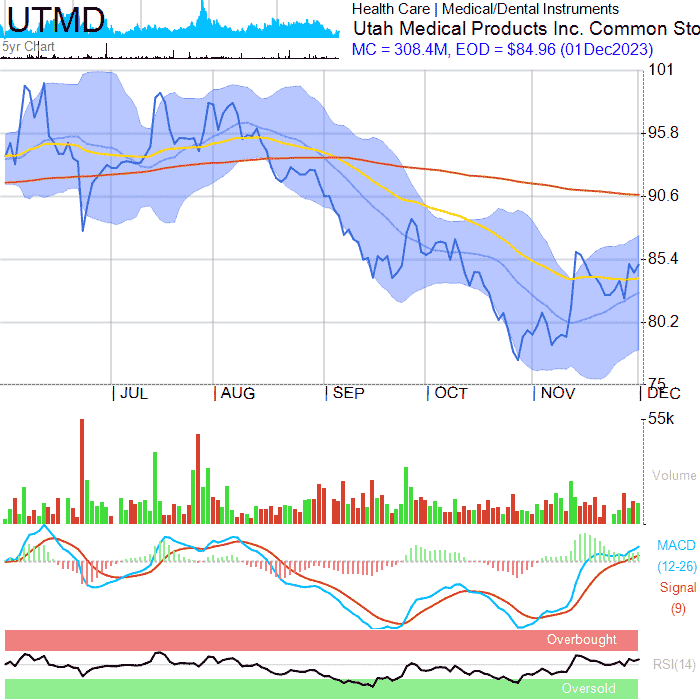 UTMD
5yr Chart
Health Care | Medical/Dental Instruments
Utah Medical Products Inc. Common Sto
MC = 308.4M, EOD = $84.96 (01Dec2023)
101
95.8
90.6
85.4
80.2
75
JUL AUG SEP OCT NOV DEC
55k
Volume
MACD
(12-26)
Signal
(9)
Overbought
RSI(14)
Oversold